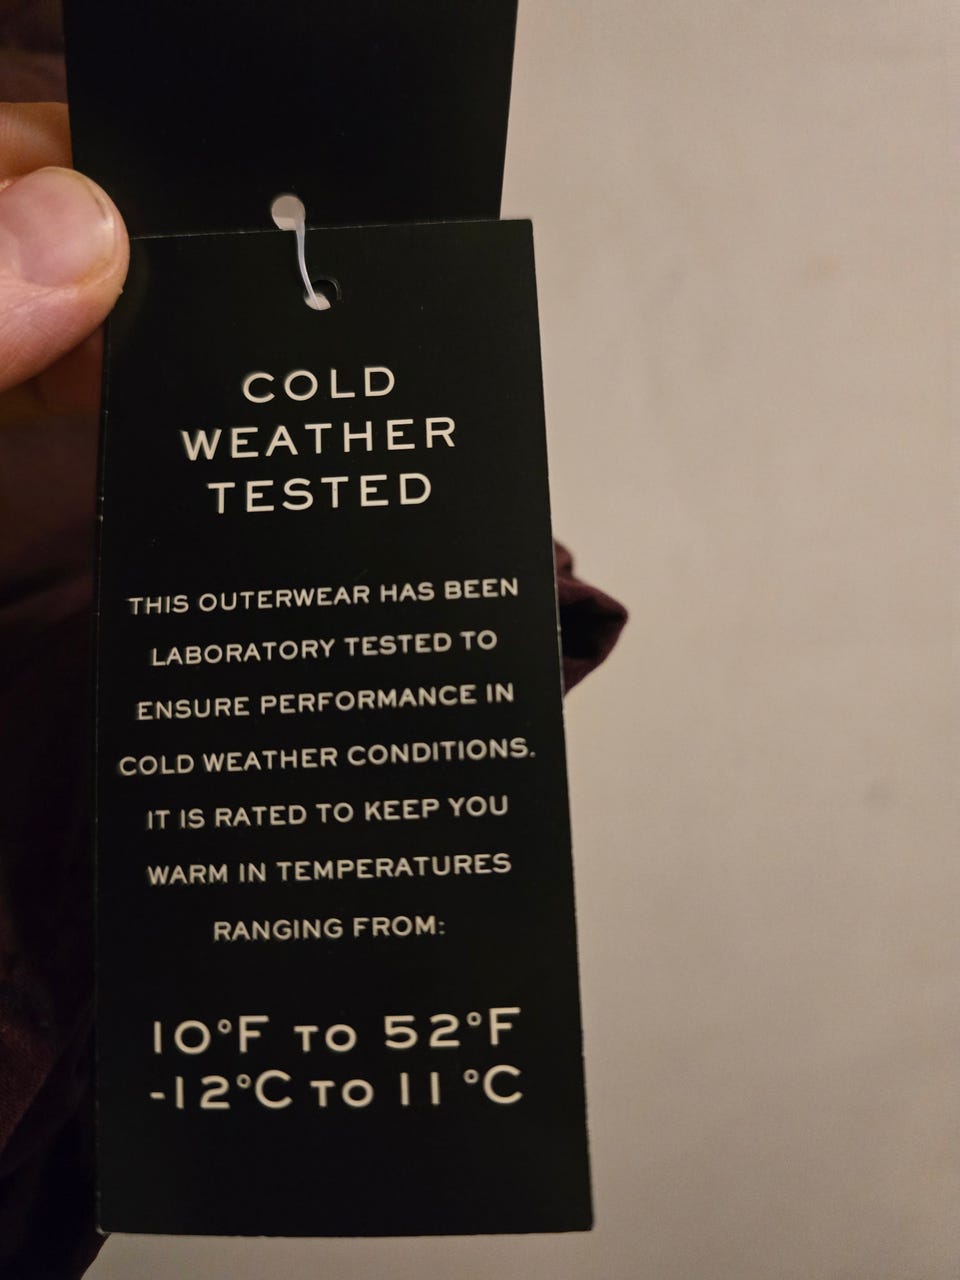 COLD
WEATHER
TESTED
THIS OUTERWEAR HAS BEEN
LABORATORY TESTED TO
ENSURE PERFORMANCE IN
COLD WEATHER CONDITIONS.
IT IS RATED TO KEEP YOU
WARM IN TEMPERATURES
RANGING FROM:
10°F TO 52°F
-12°C TO 11 °C